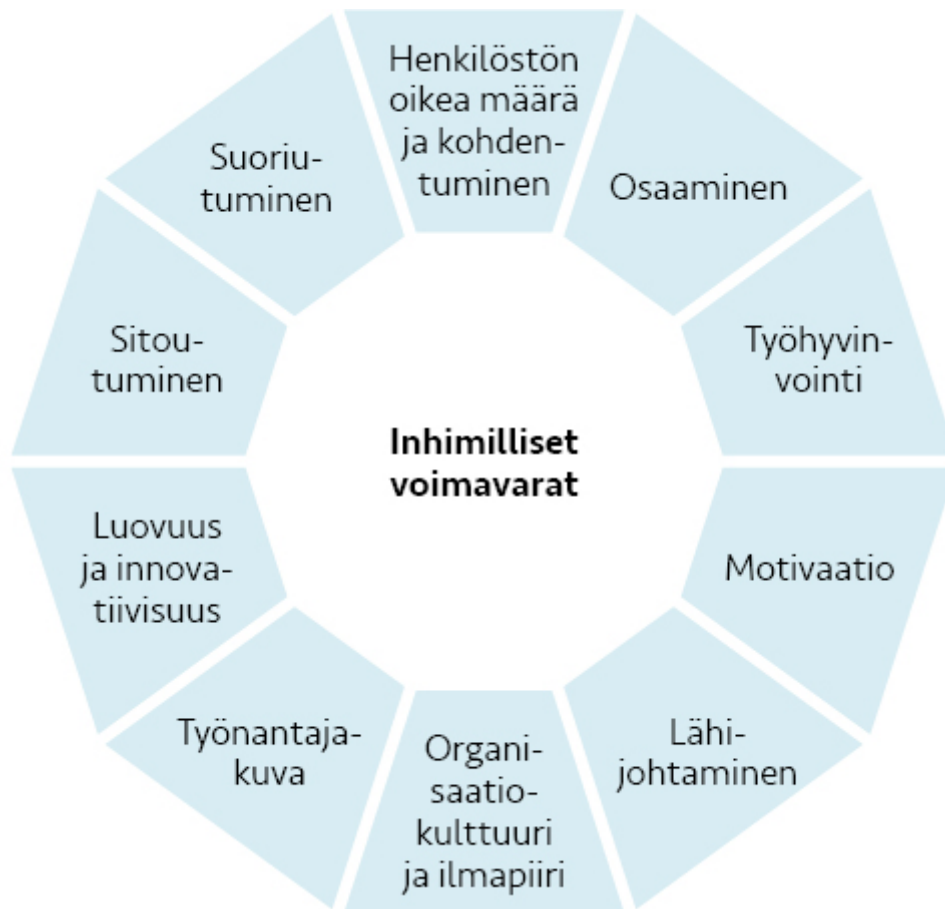 Henkilöstön
oikea määrä
ja kohden-
tuminen
Osaaminen
Työhyvin-
vointi
Motivaatio
Lähi-
johtaminen
Organi-
saatio-
kulttuuri
ja ilmapiiri
Työnantaja-
kuva
Luovuus
ja innova-
tiivisuus
Sitou-
tuminen
Suoriu-
tuminen
Inhimilliset
voimavarat